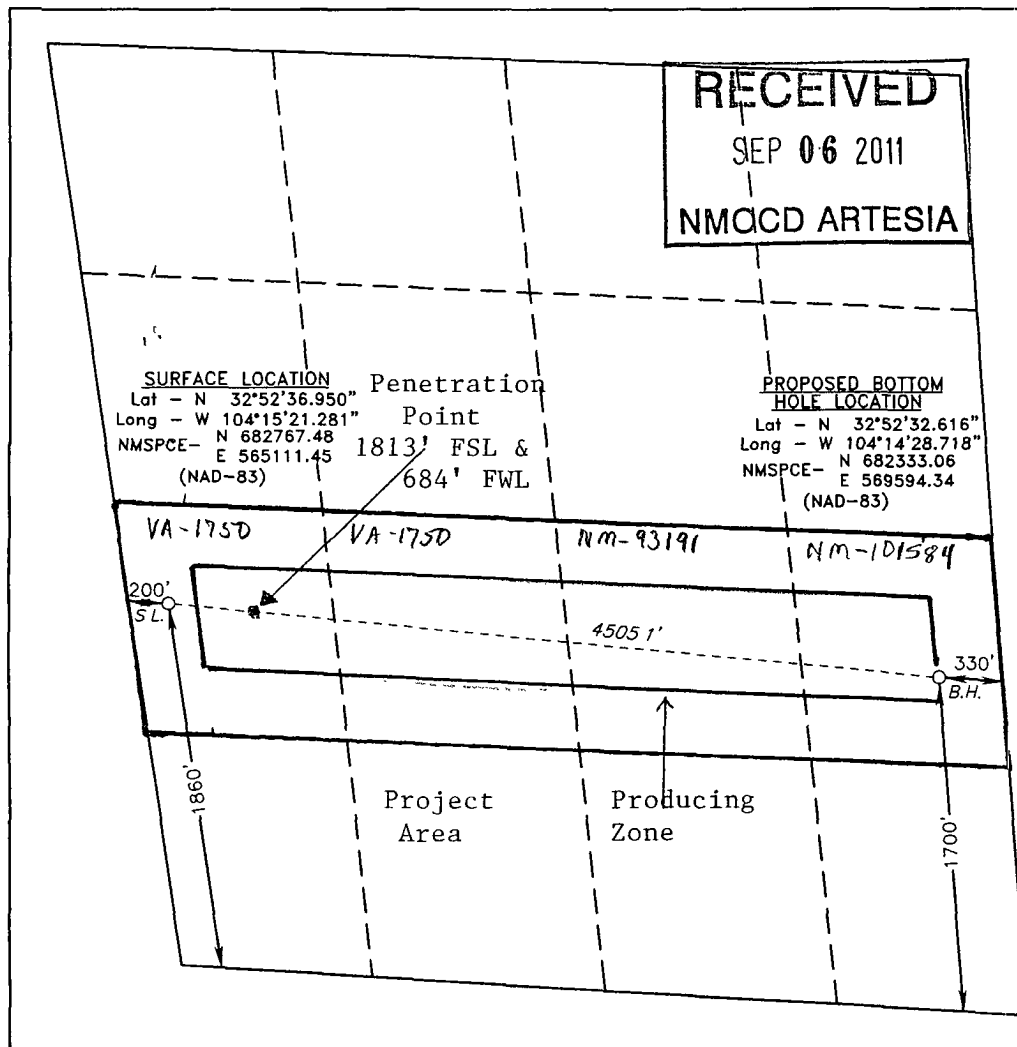 RECEIVED
SEP 06 2011
NMOCD ARTESIA
SURFACE LOCATION
Lat - N 32°52'36.950"
Long - W 104°15'21.281"
NMSPCE- N 682767.48
E 565111.45
(NAD-83)
Penetration
Point
1813' FSL &
684' FWL
PROPOSED BOTTOM
HOLE LOCATION
Lat - N 32°52'32.616"
Long - W 104°14'28.718"
NMSPCE- N 682333.06
E 569594.34
(NAD-83)
VA-1750
VA-1750
NM-93191
NM-101584
200'
S.L.
4505 1'
330'
B.H.
1860'
Project
Area
Producing
Zone
1700'